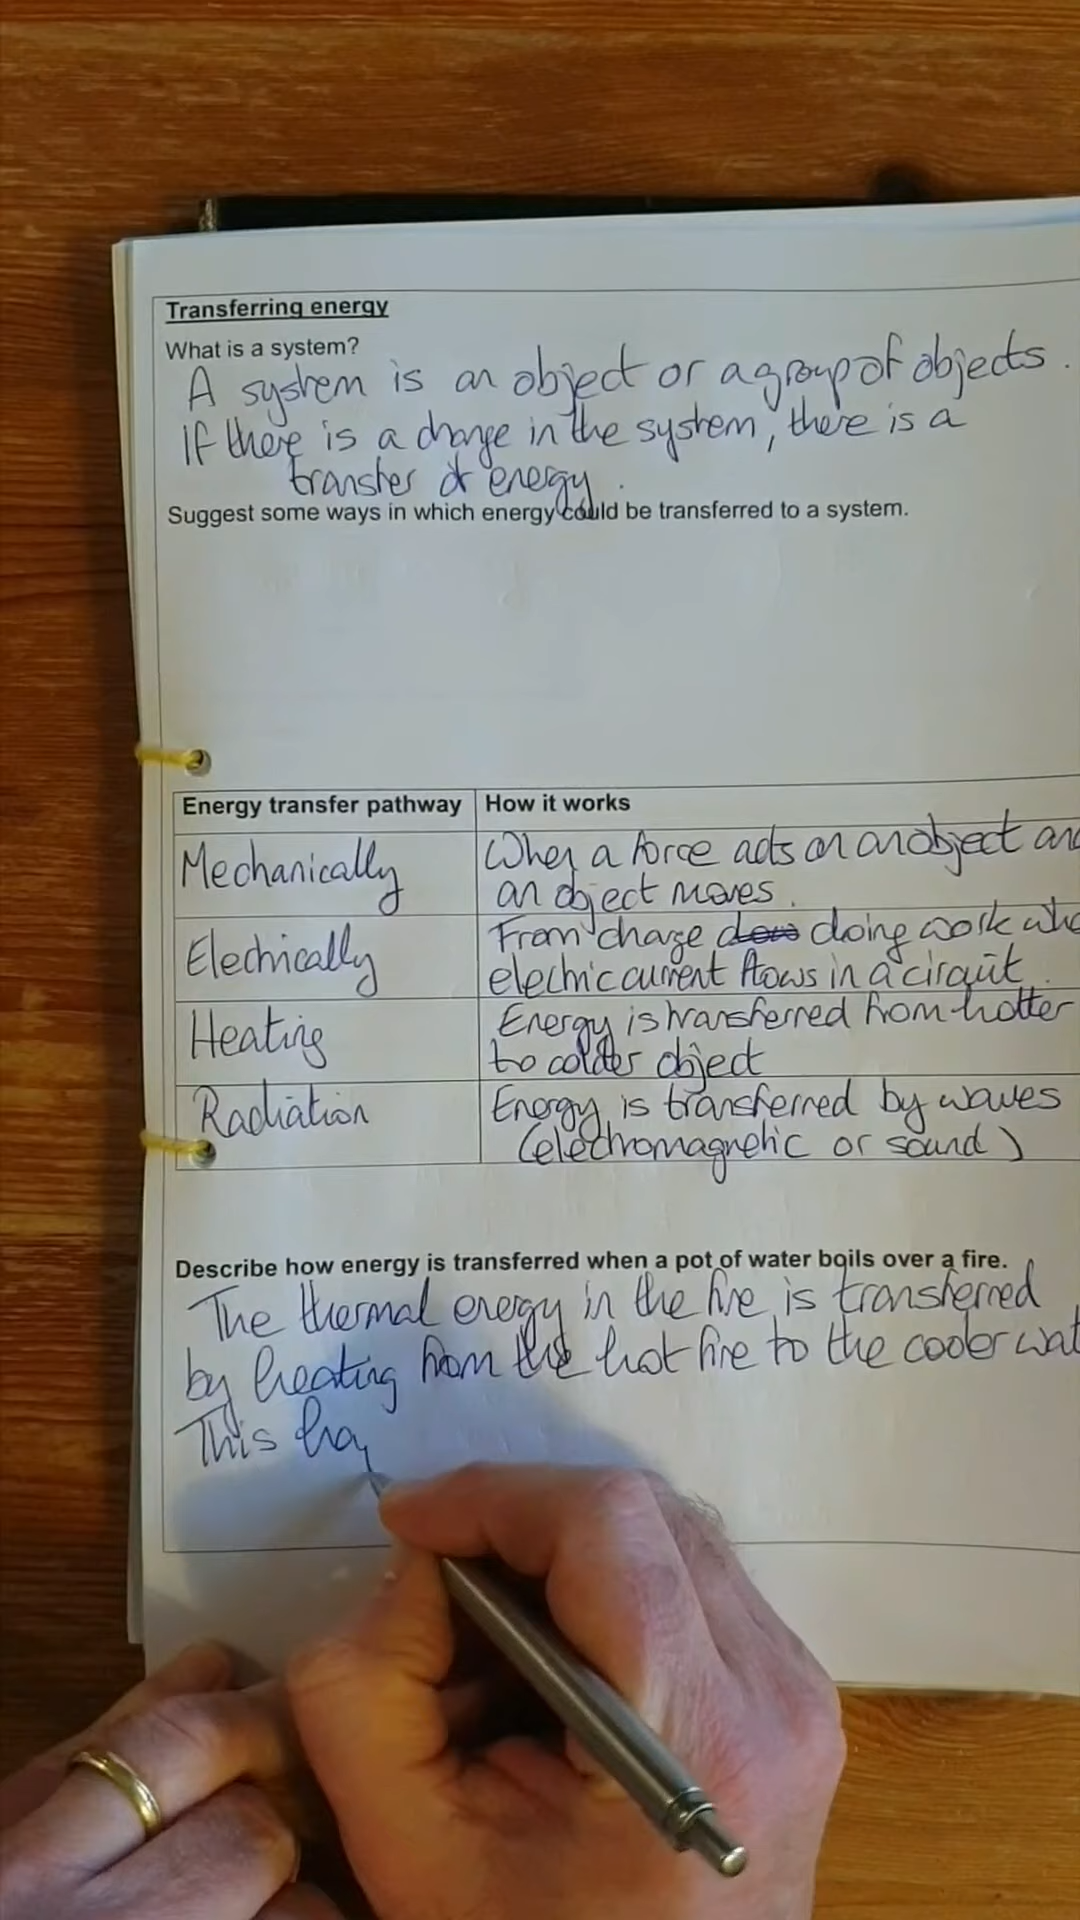 Transferring energy
What is a system?
A system is an object or a group of objects.
If there is a change in the system, there is a
transfer of energy.
Suggest some ways in which energy could be transferred to a system.
Energy transfer pathway How it works
Mechanically When a force acts on an object and
an object moves.
Electrically From charge doing work
electric current flows in a circuit.
Heating Energy is transferred from hotter
to colder object
Radiation Energy is transferred by waves
(electromagnetic or sound)
Describe how energy is transferred when a pot of water boils over a fire.
The thermal energy in the fire is transferred
by heating from the hot fire to the cooler wat
This ha